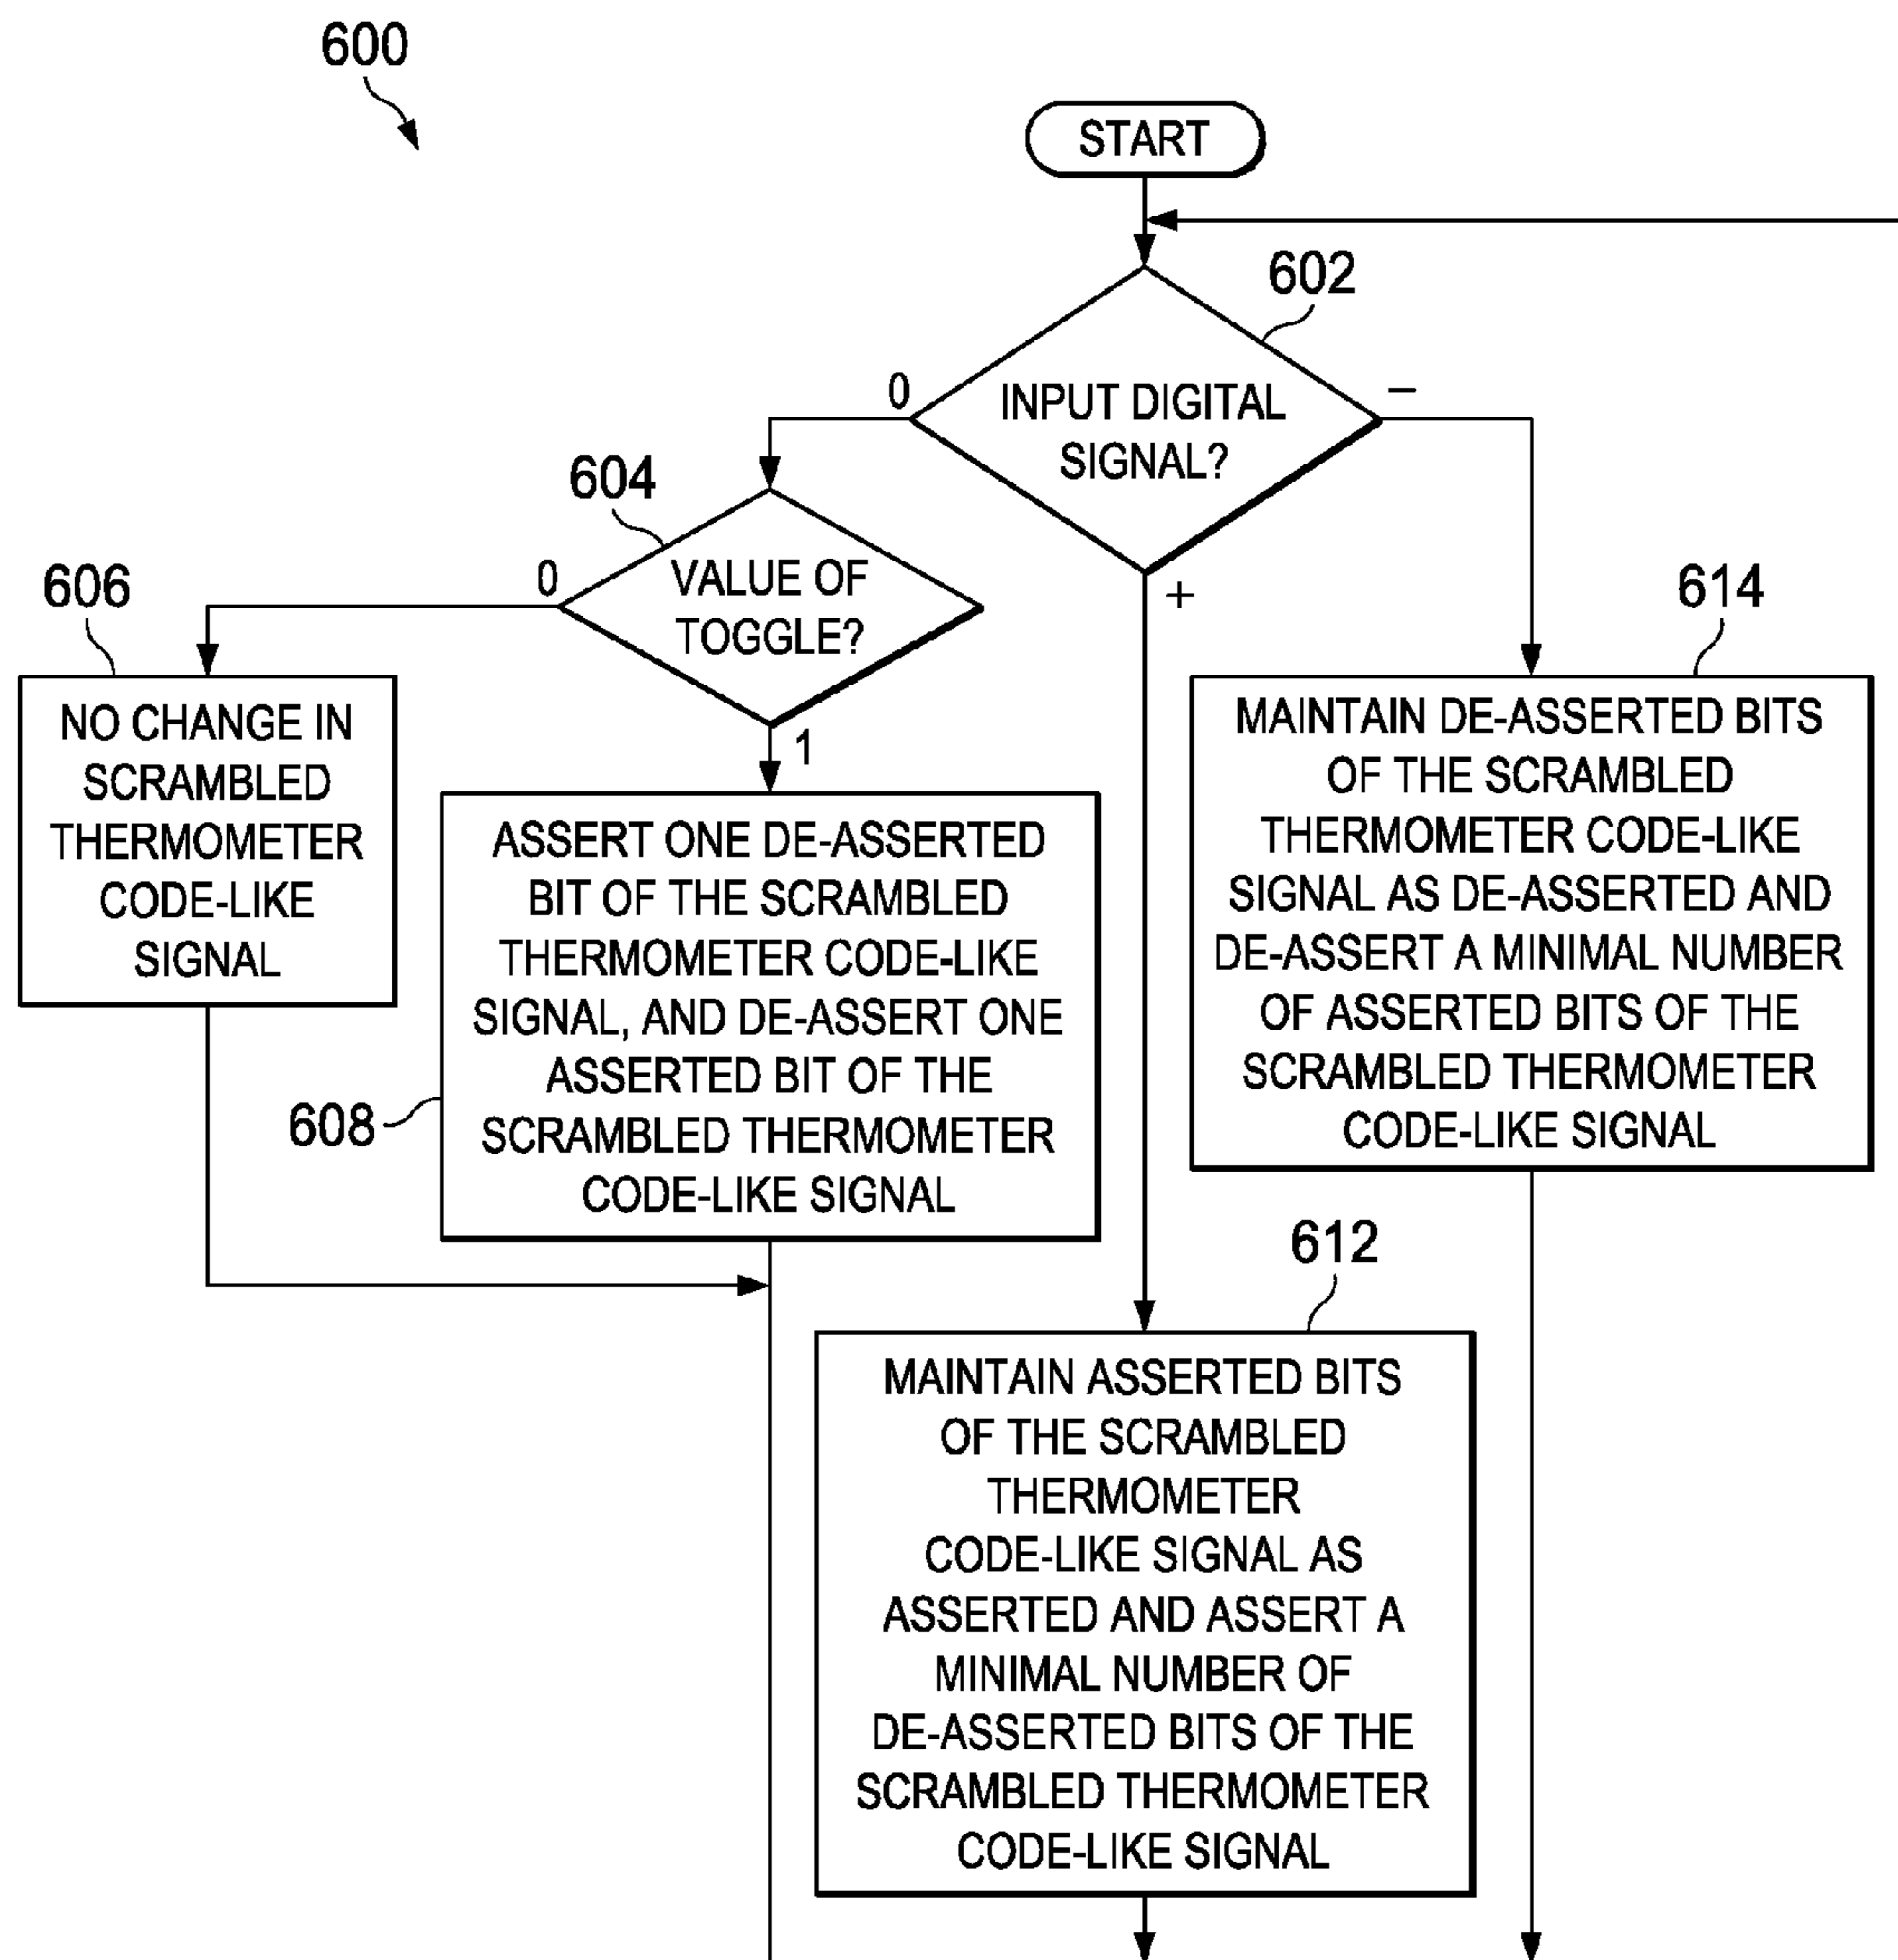 600
START
602
INPUT DIGITAL
SIGNAL?
0
—
+
604
VALUE OF
TOGGLE?
0
1
606
NO CHANGE IN
SCRAMBLED
THERMOMETER
CODE-LIKE
SIGNAL
608
ASSERT ONE DE-ASSERTED
BIT OF THE SCRAMBLED
THERMOMETER CODE-LIKE
SIGNAL, AND DE-ASSERT ONE
ASSERTED BIT OF THE
SCRAMBLED THERMOMETER
CODE-LIKE SIGNAL
614
MAINTAIN DE-ASSERTED BITS
OF THE SCRAMBLED
THERMOMETER CODE-LIKE
SIGNAL AS DE-ASSERTED AND
DE-ASSERT A MINIMAL NUMBER
OF ASSERTED BITS OF THE
SCRAMBLED THERMOMETER
CODE-LIKE SIGNAL
612
MAINTAIN ASSERTED BITS
OF THE SCRAMBLED
THERMOMETER
CODE-LIKE SIGNAL AS
ASSERTED AND ASSERT A
MINIMAL NUMBER OF
DE-ASSERTED BITS OF THE
SCRAMBLED THERMOMETER
CODE-LIKE SIGNAL